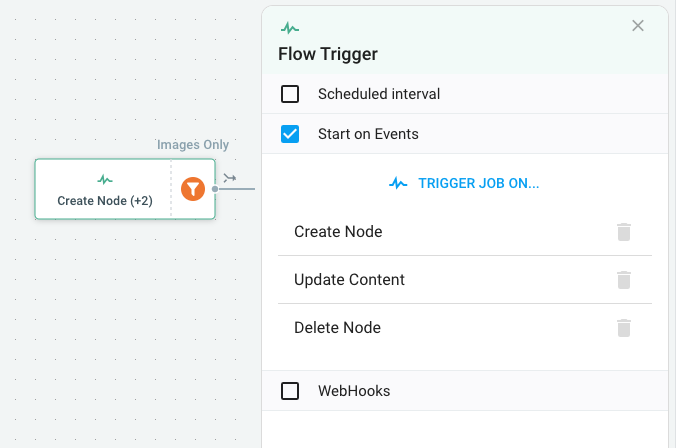 Images Only
Create Node (+2)
Flow Trigger
Scheduled interval
Start on Events
TRIGGER JOB ON...
Create Node
Update Content
Delete Node
WebHooks